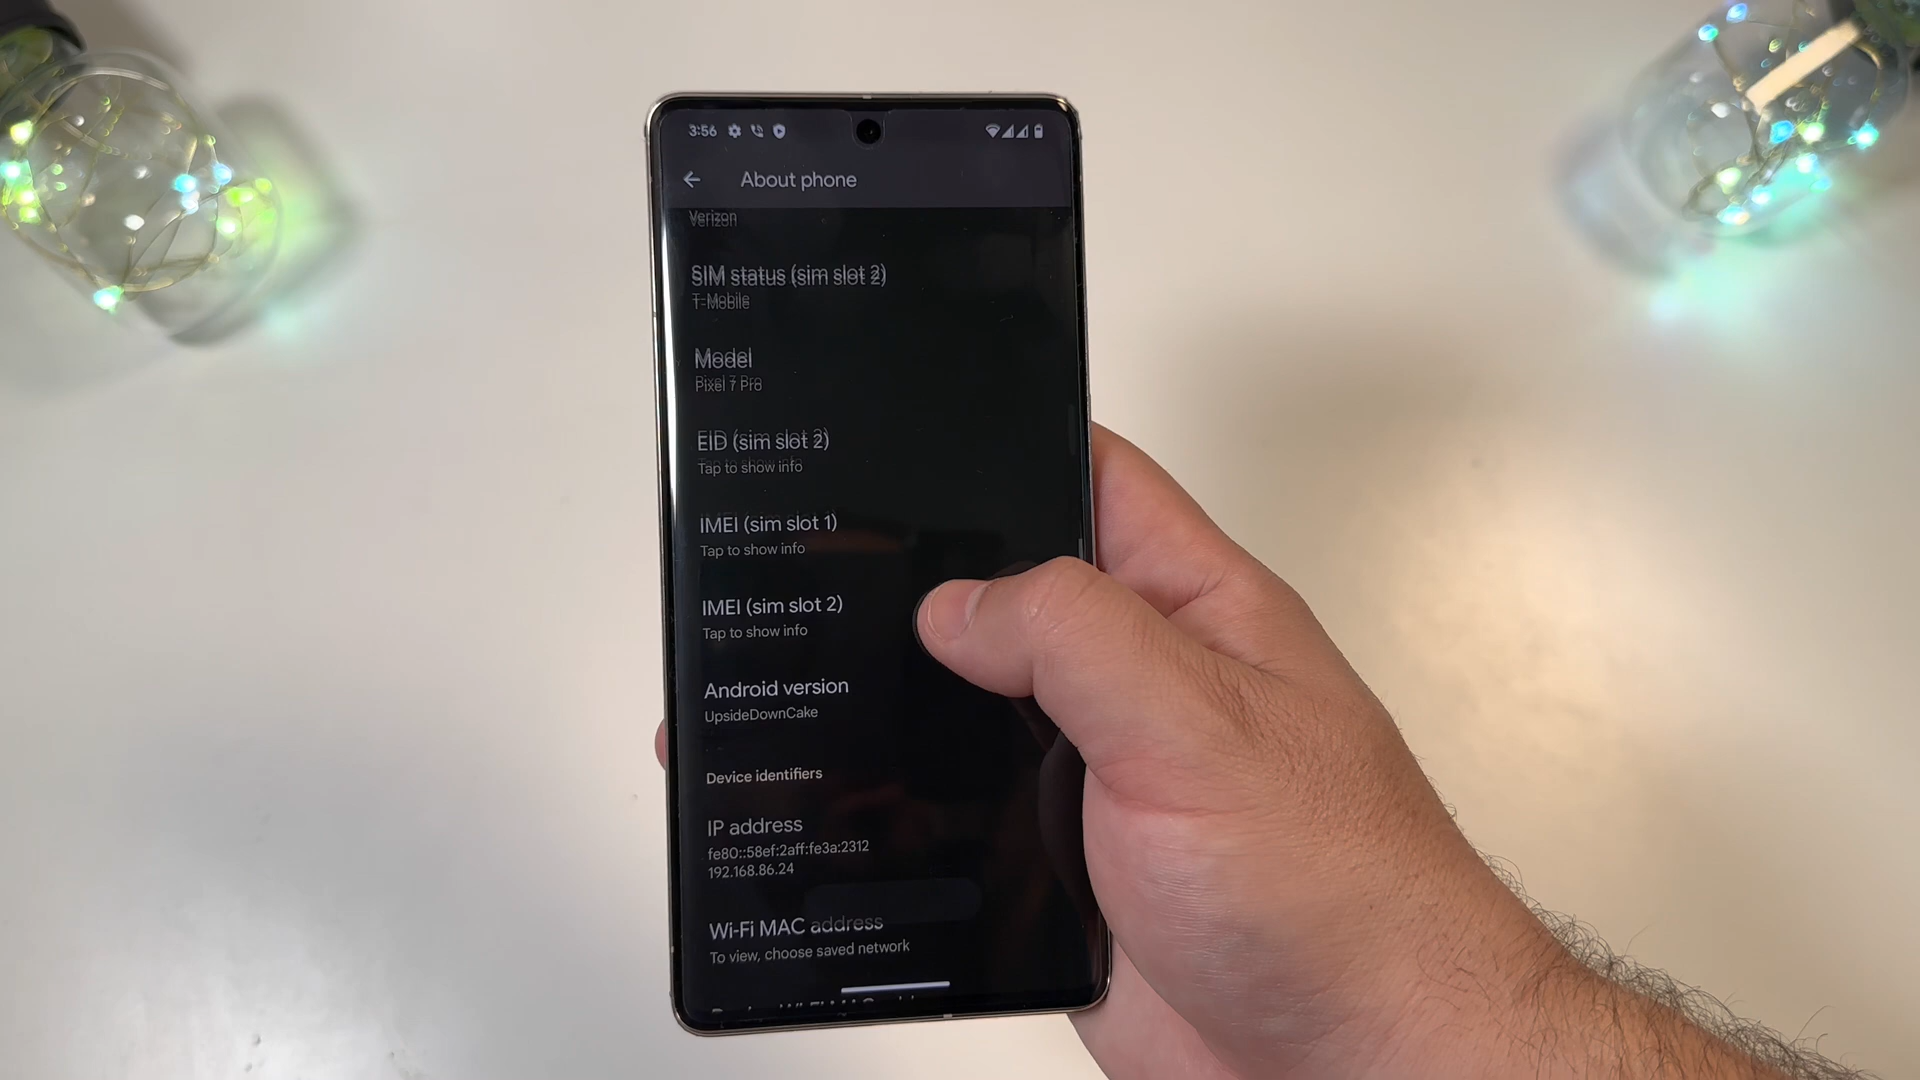 3:56
About phone
Verizon
SIM status (sim slot 2)
T-Mobile
Model
Pixel 7 Pro
EID (sim slot 2)
Tap to show info
IMEI (sim slot 1)
Tap to show info
IMEI (sim slot 2)
Tap to show info
Android version
UpsideDownCake
Device identifiers
IP address
fe80::58ef:2aff:fe3a:2312
192.168.86.24
Wi-Fi MAC address
To view, choose saved network